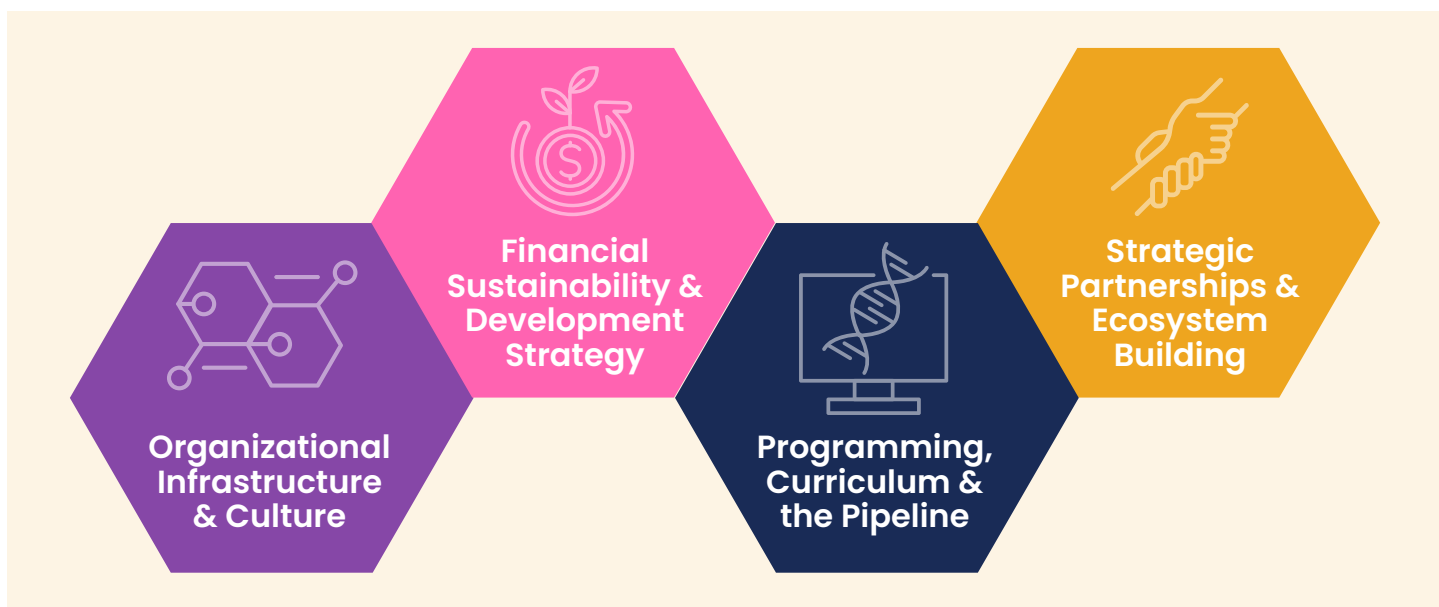 Organizational
Infrastructure
& Culture
Financial
Sustainability &
Development
Strategy
$
Programming,
Curriculum &
the Pipeline
Strategic
Partnerships &
Ecosystem
Building